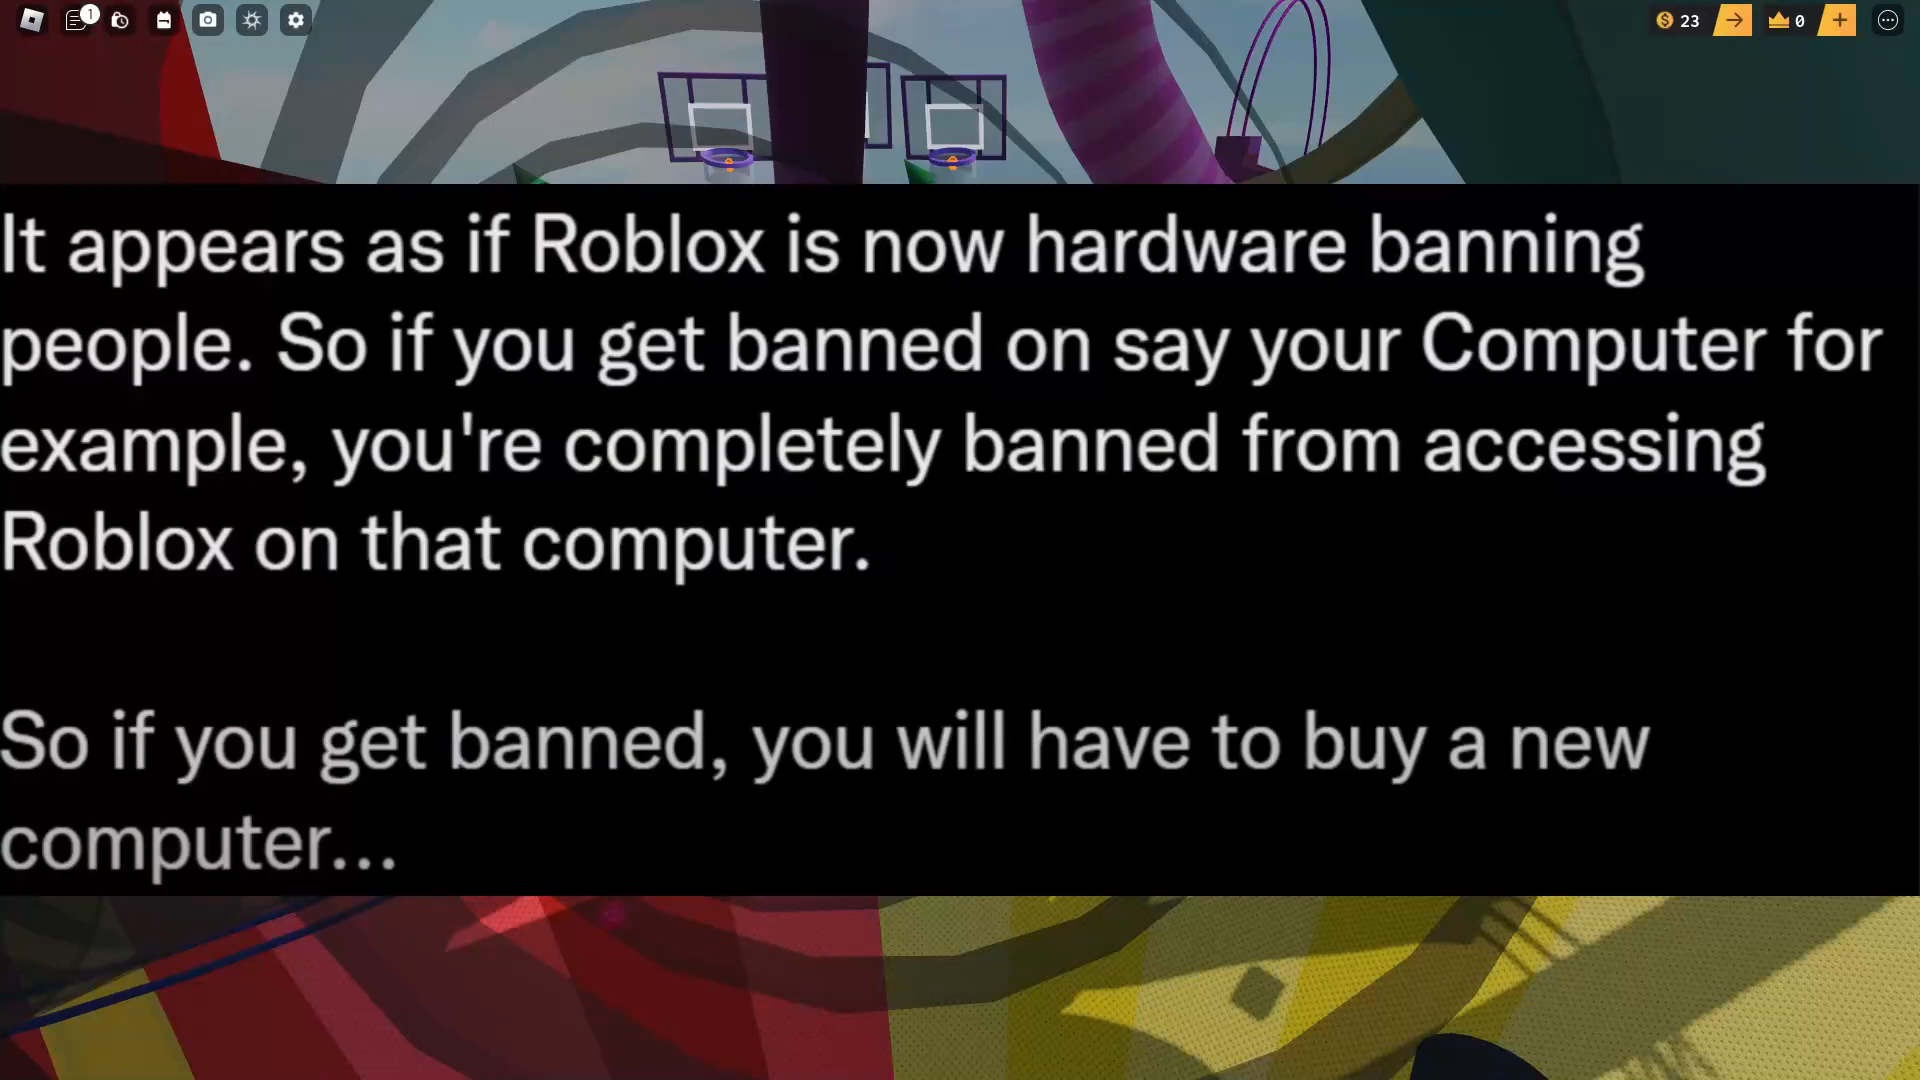 1
23
0
It appears as if Roblox is now hardware banning
people. So if you get banned on say your Computer for
example, you're completely banned from accessing
Roblox on that computer.
So if you get banned, you will have to buy a new
computer...